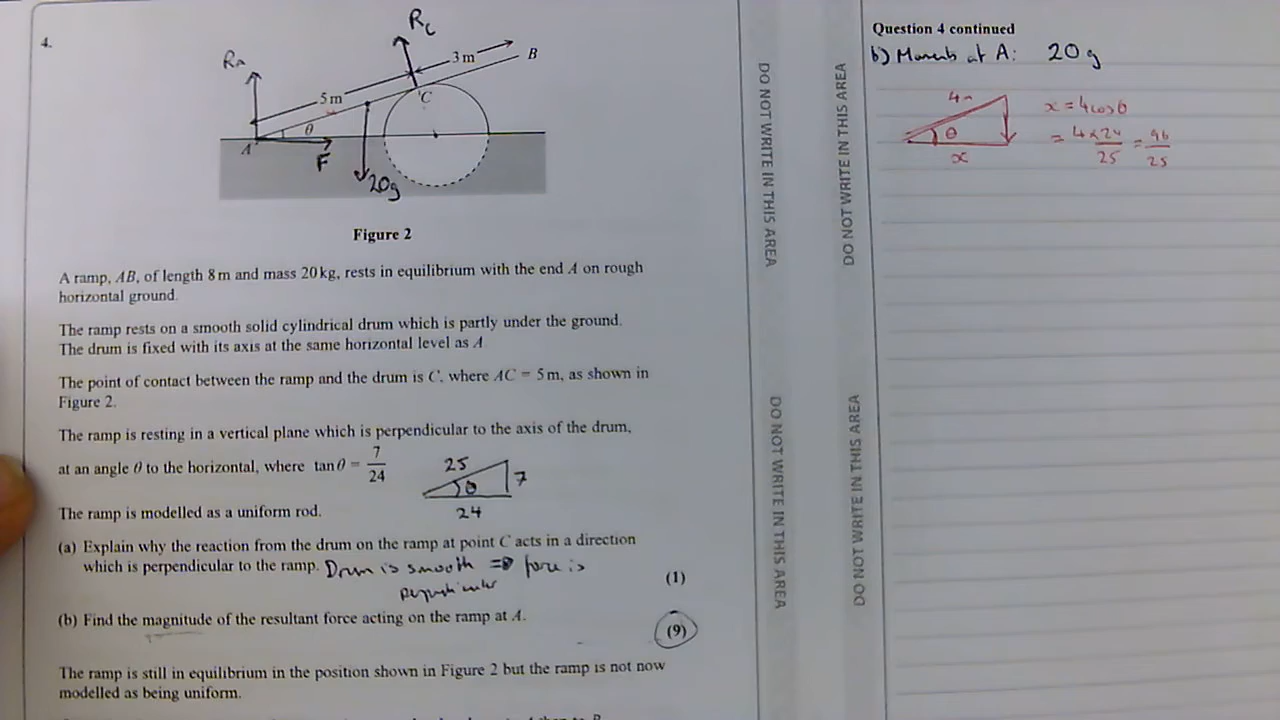 4.
R_C
R_A
3 m
B
5 m
C
θ
A
F
20g
Figure 2
A ramp, AB, of length 8 m and mass 20 kg, rests in equilibrium with the end A on rough
horizontal ground.
The ramp rests on a smooth solid cylindrical drum which is partly under the ground.
The drum is fixed with its axis at the same horizontal level as A
The point of contact between the ramp and the drum is C, where AC = 5 m, as shown in
Figure 2.
The ramp is resting in a vertical plane which is perpendicular to the axis of the drum,
at an angle θ to the horizontal, where tan θ = 7/24
25
θ
7
24
The ramp is modelled as a uniform rod.
(a) Explain why the reaction from the drum on the ramp at point C acts in a direction
which is perpendicular to the ramp. Drum is smooth ⇒ force is
(1)
perpendicular
(b) Find the magnitude of the resultant force acting on the ramp at A.
(9)
The ramp is still in equilibrium in the position shown in Figure 2 but the ramp is not now
modelled as being uniform.
DO NOT WRITE IN THIS AREA
DO NOT WRITE IN THIS AREA
DO NOT WRITE IN THIS AREA
DO NOT WRITE IN THIS AREA
Question 4 continued
b) Moments at A: 20g
4m
θ
x
x = 4cosθ
= 4×24/25 = 96/25